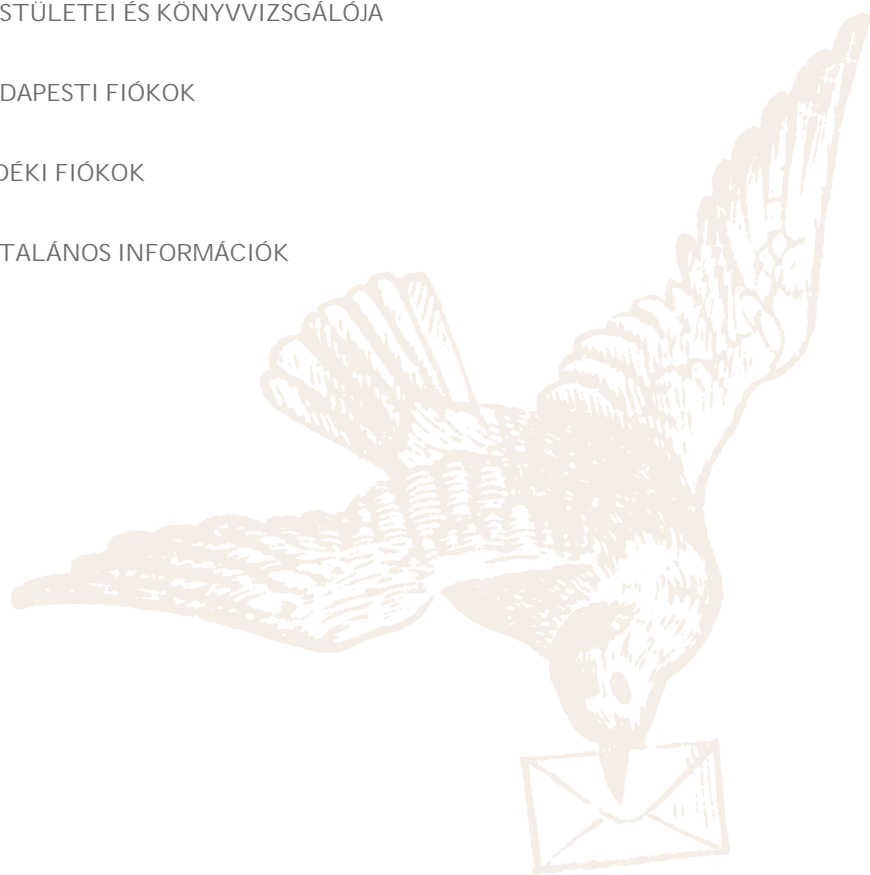 STÜLETEI ÉS KÖNYVVIZSGÁLÓJA
DAPESTI FIÓKOK
DÉKI FIÓKOK
TALÁNOS INFORMÁCIÓK